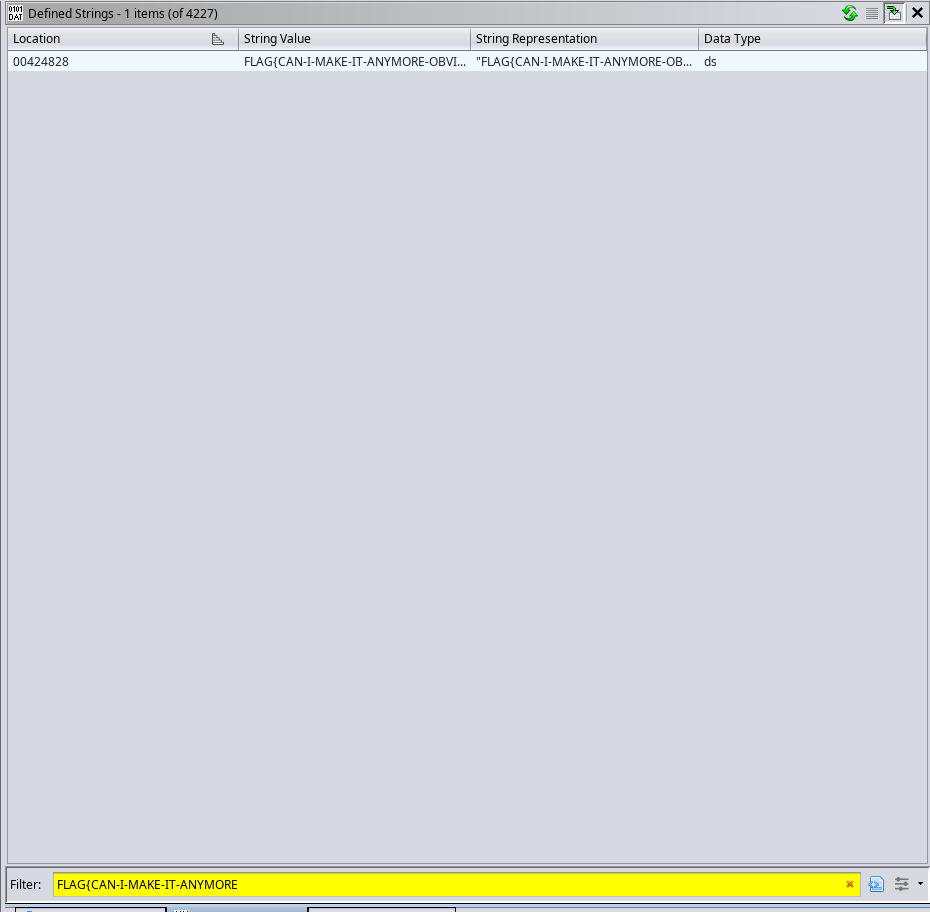 0101 DAT Defined Strings - 1 items (of 4227)
Location String Value String Representation Data Type
00424828 FLAG{CAN-I-MAKE-IT-ANYMORE-OBVI... "FLAG{CAN-I-MAKE-IT-ANYMORE-OB... ds
Filter: FLAG{CAN-I-MAKE-IT-ANYMORE